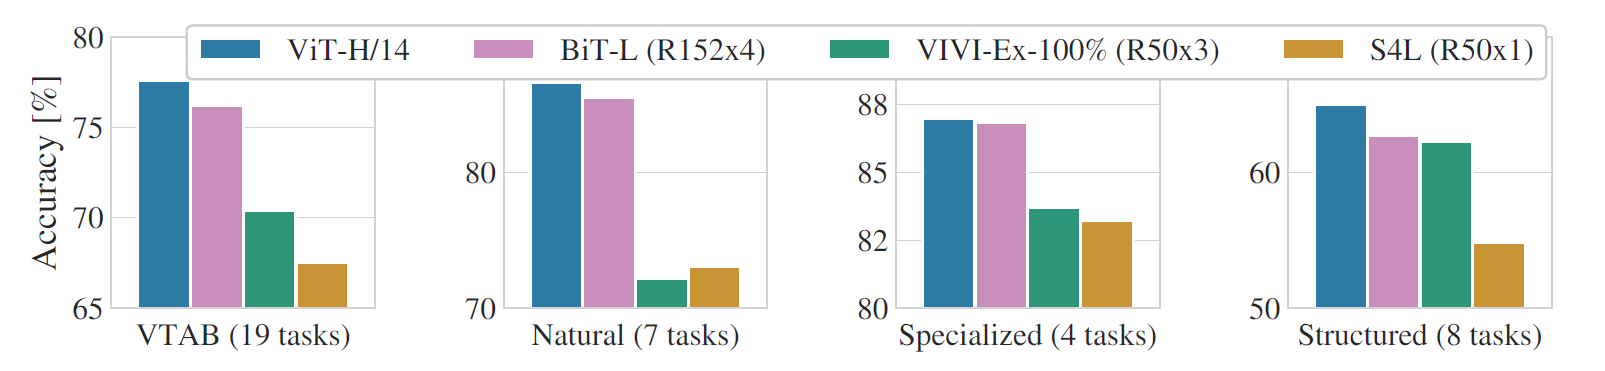 ViT-H/14 BiT-L (R152x4) VIVI-Ex-100% (R50x3) S4L (R50x1)
Accuracy [%]
80
75
70
65
VTAB (19 tasks)
80
70
Natural (7 tasks)
88
85
82
80
Specialized (4 tasks)
60
50
Structured (8 tasks)